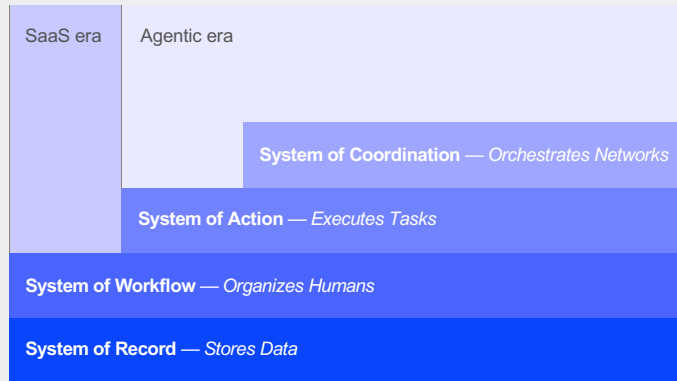 SaaS era
Agentic era
System of Coordination — Orchestrates Networks
System of Action — Executes Tasks
System of Workflow — Organizes Humans
System of Record — Stores Data